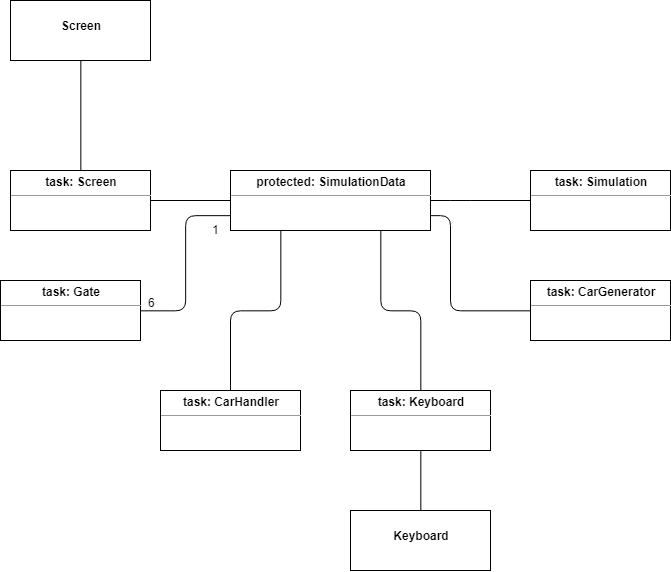 Screen
task: Screen
protected: SimulationData
task: Simulation
1
task: Gate
6
task: CarGenerator
task: CarHandler
task: Keyboard
Keyboard